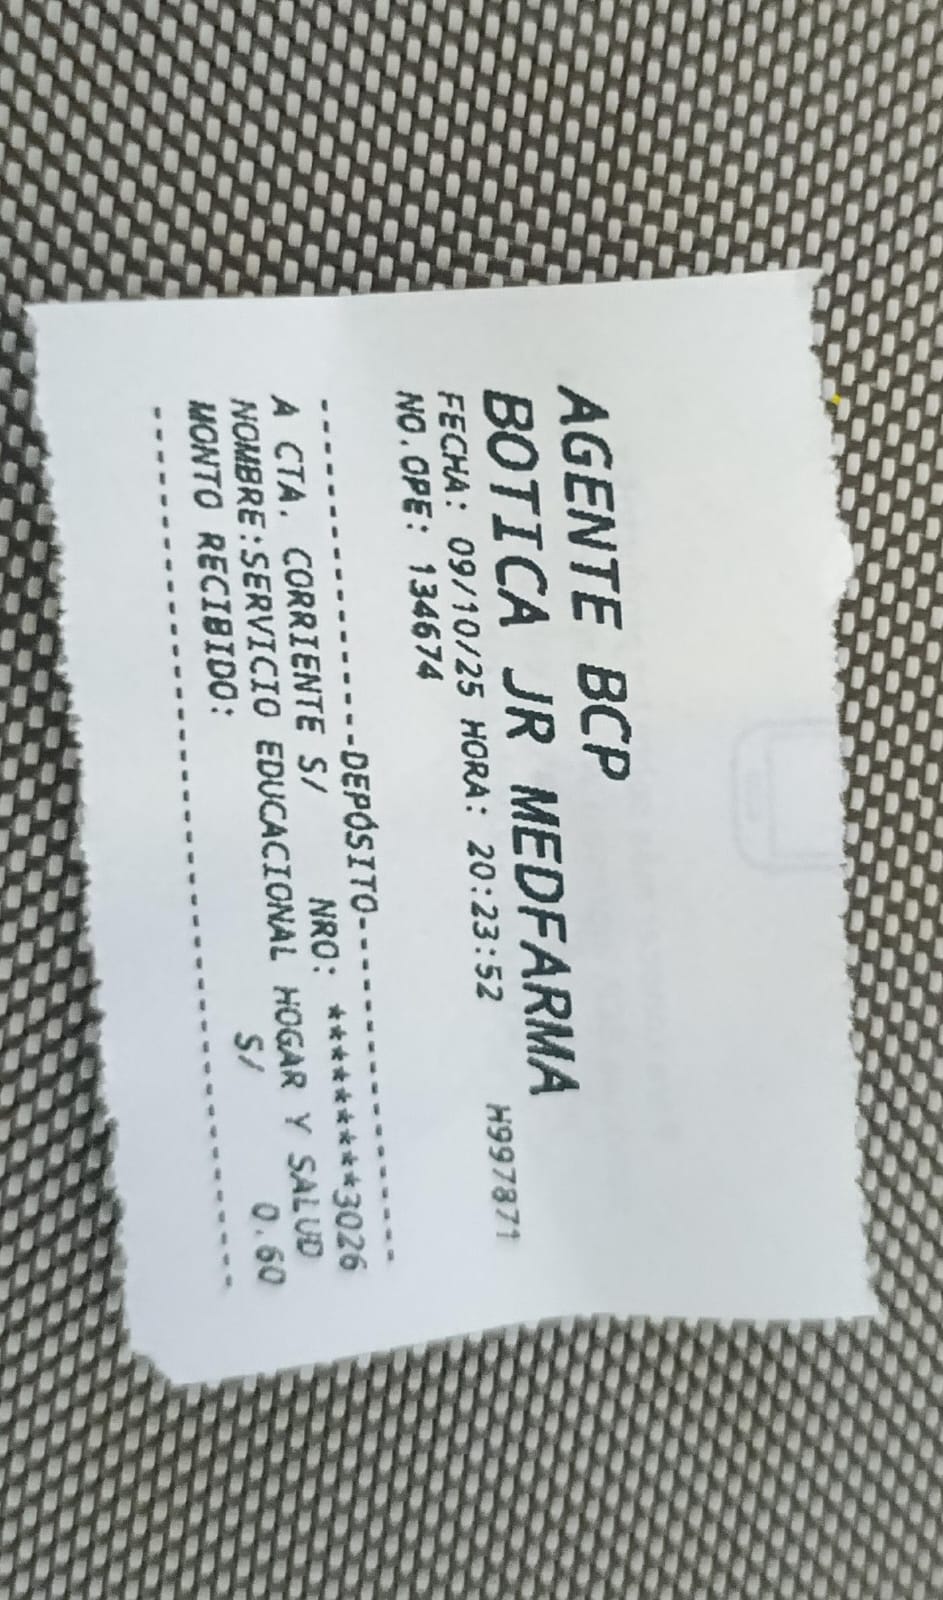 AGENTE BCP
BOTICA JR MEDFARMA
FECHA: 09/10/25 HORA: 20:23:52 H997871
NO.OPE: 134674
--------------------DEPÓSITO--------------------
A CTA. CORRIENTE S/ NRO: **********3026
NOMBRE:SERVICIO EDUCACIONAL HOGAR Y SALUD
MONTO RECIBIDO: S/ 0.60